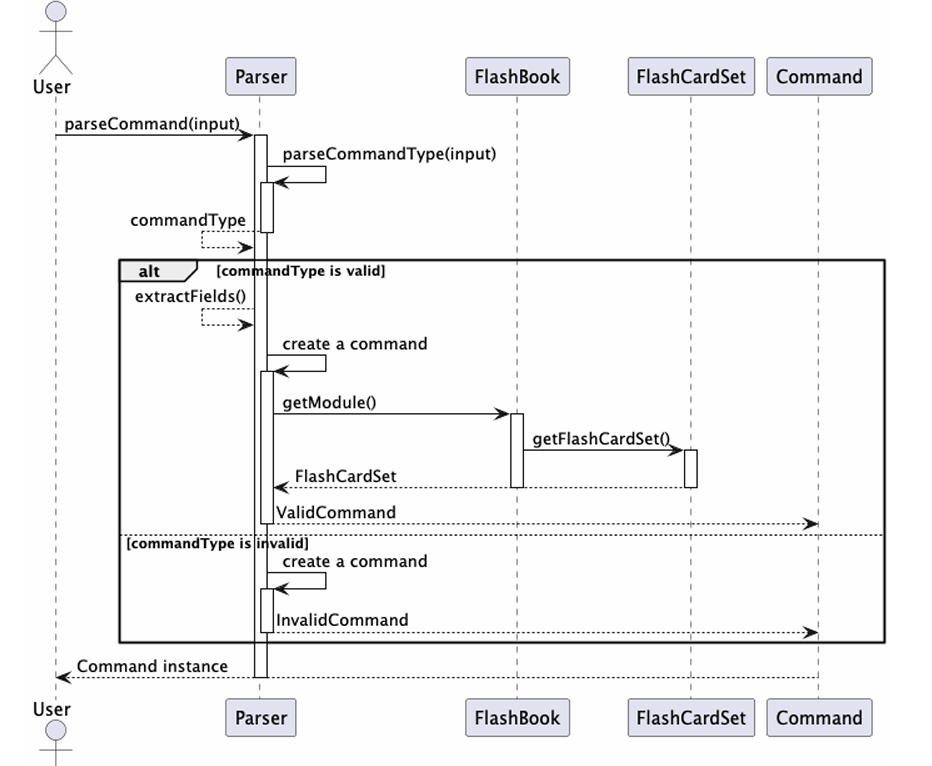 User
Parser
FlashBook
FlashCardSet
Command
parseCommand(input)
parseCommandType(input)
commandType
alt
[commandType is valid]
extractFields()
create a command
getModule()
getFlashCardSet()
FlashCardSet
ValidCommand
[commandType is invalid]
create a command
InvalidCommand
Command instance
User
Parser
FlashBook
FlashCardSet
Command